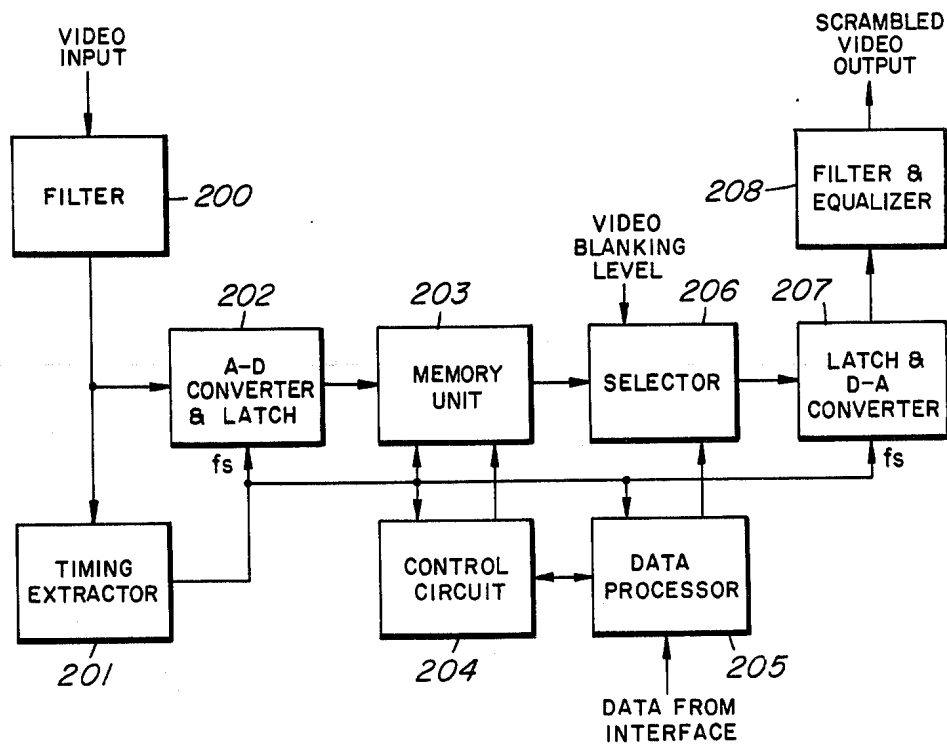 VIDEO
INPUT
SCRAMBLED
VIDEO
OUTPUT
FILTER
200
FILTER &
EQUALIZER
208
VIDEO
BLANKING
LEVEL
202
203
206
207
A-D
CONVERTER
& LATCH
MEMORY
UNIT
SELECTOR
LATCH &
D-A
CONVERTER
fs
fs
TIMING
EXTRACTOR
CONTROL
CIRCUIT
DATA
PROCESSOR
201
204
205
DATA FROM
INTERFACE